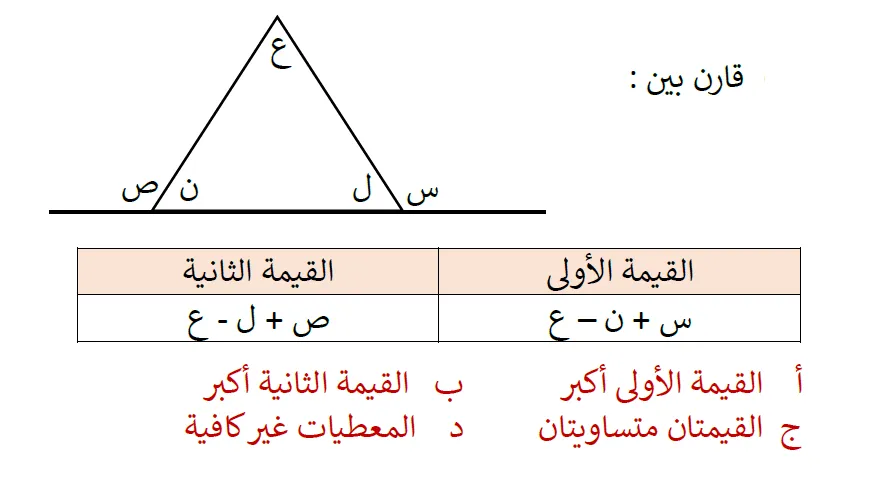 قارن بين :
ع
ص ن ل س
القيمة الأولى القيمة الثانية
س + ن – ع ص + ل - ع
أ القيمة الأولى أكبر ب القيمة الثانية أكبر
ج القيمتان متساويتان د المعطيات غير كافية